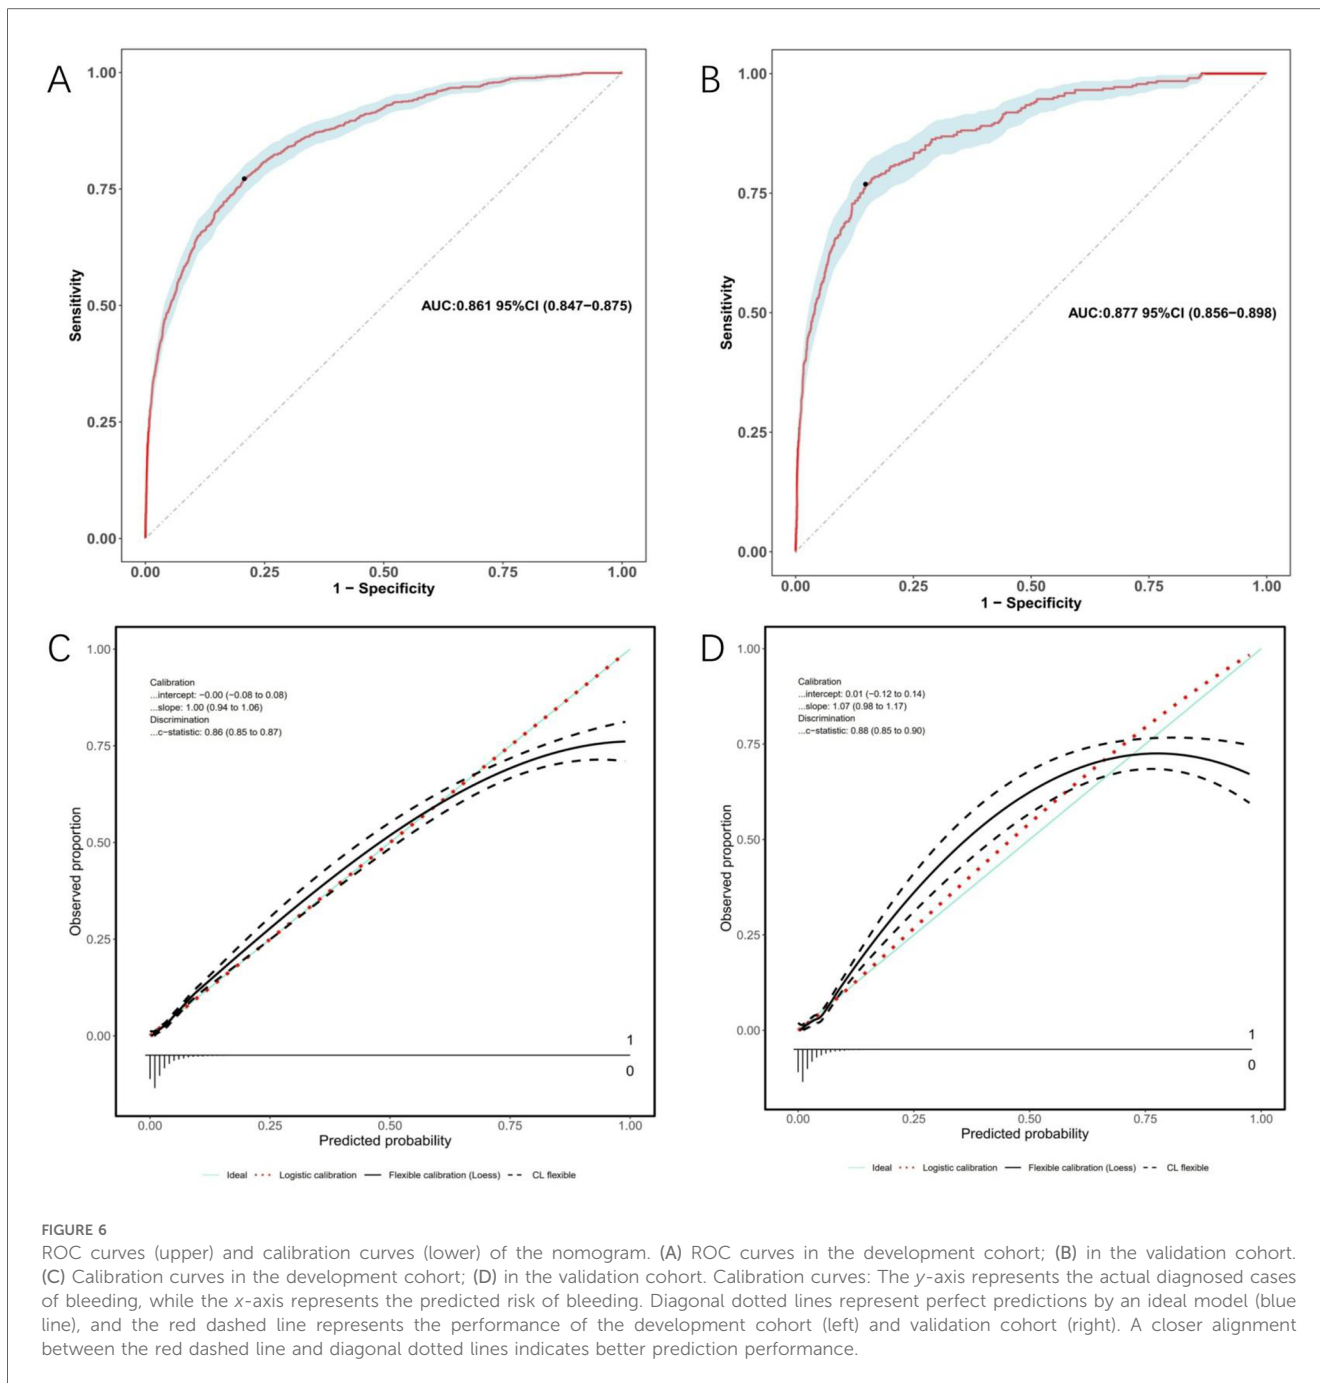 A
1.00
0.75
0.50
0.25
0.00
Sensitivity
AUC:0.861 95%CI (0.847−0.875)
0.00 0.25 0.50 0.75 1.00
1 − Specificity
B
1.00
0.75
0.50
0.25
0.00
Sensitivity
AUC:0.877 95%CI (0.856−0.898)
0.00 0.25 0.50 0.75 1.00
1 − Specificity
C
1.00
0.75
0.50
0.25
0.00
Observed proportion
Calibration
...intercept: −0.00 (−0.08 to 0.08)
...slope: 1.00 (0.94 to 1.06)
Discrimination
...c−statistic: 0.86 (0.85 to 0.87)
1
0
0.00 0.25 0.50 0.75 1.00
Predicted probability
Ideal Logistic calibration Flexible calibration (Loess) CL flexible
D
1.00
0.75
0.50
0.25
0.00
Observed proportion
Calibration
...intercept: 0.01 (−0.12 to 0.14)
...slope: 1.07 (0.98 to 1.17)
Discrimination
...c−statistic: 0.88 (0.85 to 0.90)
1
0
0.00 0.25 0.50 0.75 1.00
Predicted probability
Ideal Logistic calibration Flexible calibration (Loess) CL flexible
FIGURE 6
ROC curves (upper) and calibration curves (lower) of the nomogram. (A) ROC curves in the development cohort; (B) in the validation cohort.
(C) Calibration curves in the development cohort; (D) in the validation cohort. Calibration curves: The y-axis represents the actual diagnosed cases
of bleeding, while the x-axis represents the predicted risk of bleeding. Diagonal dotted lines represent perfect predictions by an ideal model (blue
line), and the red dashed line represents the performance of the development cohort (left) and validation cohort (right). A closer alignment
between the red dashed line and diagonal dotted lines indicates better prediction performance.